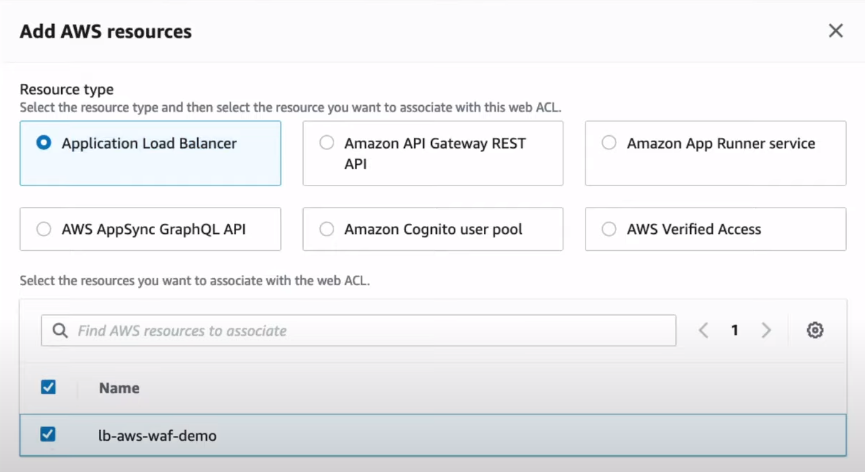 Add AWS resources
Resource type
Select the resource type and then select the resource you want to associate with this web ACL.
Application Load Balancer
Amazon API Gateway REST
API
Amazon App Runner service
AWS AppSync GraphQL API
Amazon Cognito user pool
AWS Verified Access
Select the resources you want to associate with the web ACL.
Find AWS resources to associate
1
Name
lb-aws-waf-demo